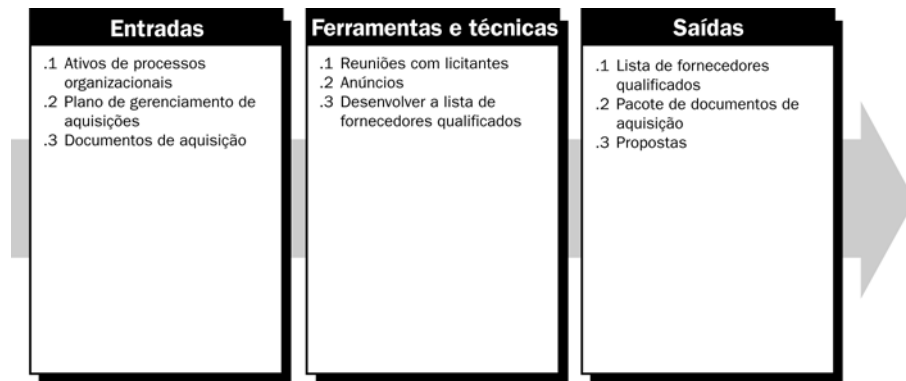 Entradas
.1 Ativos de processos
organizacionais
.2 Plano de gerenciamento de
aquisições
.3 Documentos de aquisição
Ferramentas e técnicas
.1 Reuniões com licitantes
.2 Anúncios
.3 Desenvolver a lista de
fornecedores qualificados
Saídas
.1 Lista de fornecedores
qualificados
.2 Pacote de documentos de
aquisição
.3 Propostas